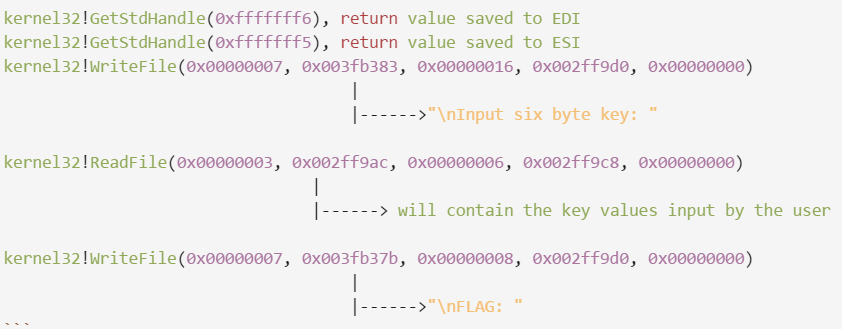 kernel32!GetStdHandle(0xfffffff6), return value saved to EDI
kernel32!GetStdHandle(0xfffffff5), return value saved to ESI
kernel32!WriteFile(0x00000007, 0x003fb383, 0x00000016, 0x002ff9d0, 0x00000000)
|
|------>"\nInput six byte key: "
kernel32!ReadFile(0x00000003, 0x002ff9ac, 0x00000006, 0x002ff9c8, 0x00000000)
|
|------> will contain the key values input by the user
kernel32!WriteFile(0x00000007, 0x003fb37b, 0x00000008, 0x002ff9d0, 0x00000000)
|
|------>"\nFLAG: "
```